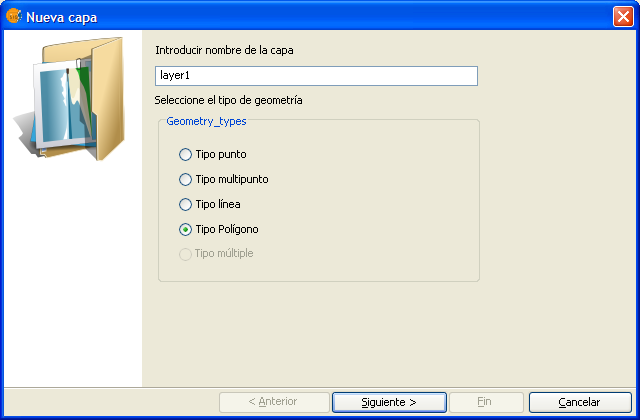 Nueva capa
Introducir nombre de la capa
layer1
Seleccione el tipo de geometría
Geometry_types
Tipo punto
Tipo multipunto
Tipo línea
Tipo Polígono
Tipo múltiple
< Anterior
Siguiente >
Fin
Cancelar